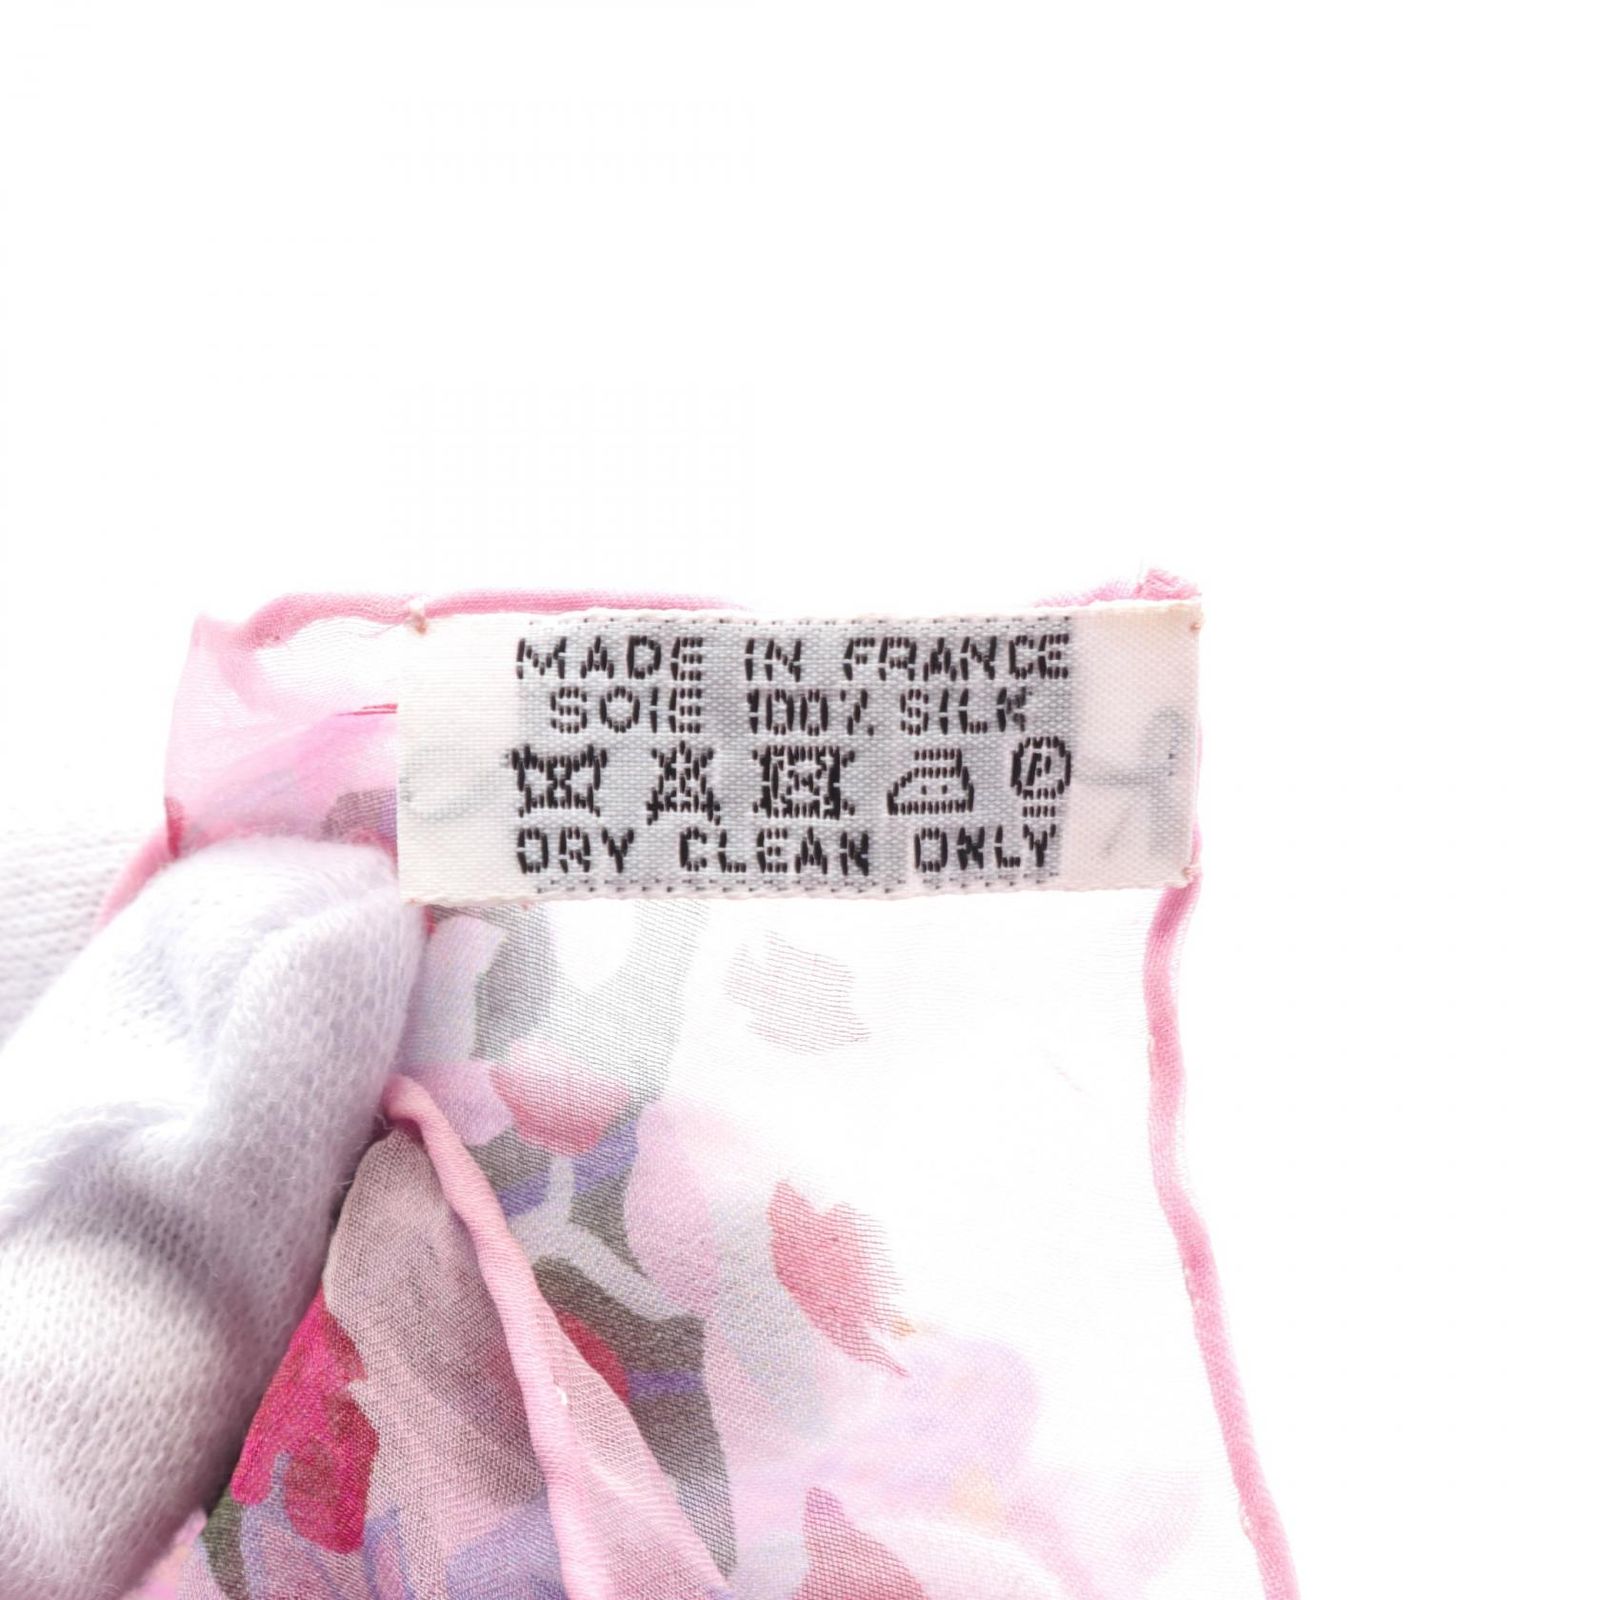 MADE IN FRANCE
SOIE 100% SILK
P
DRY CLEAN ONLY